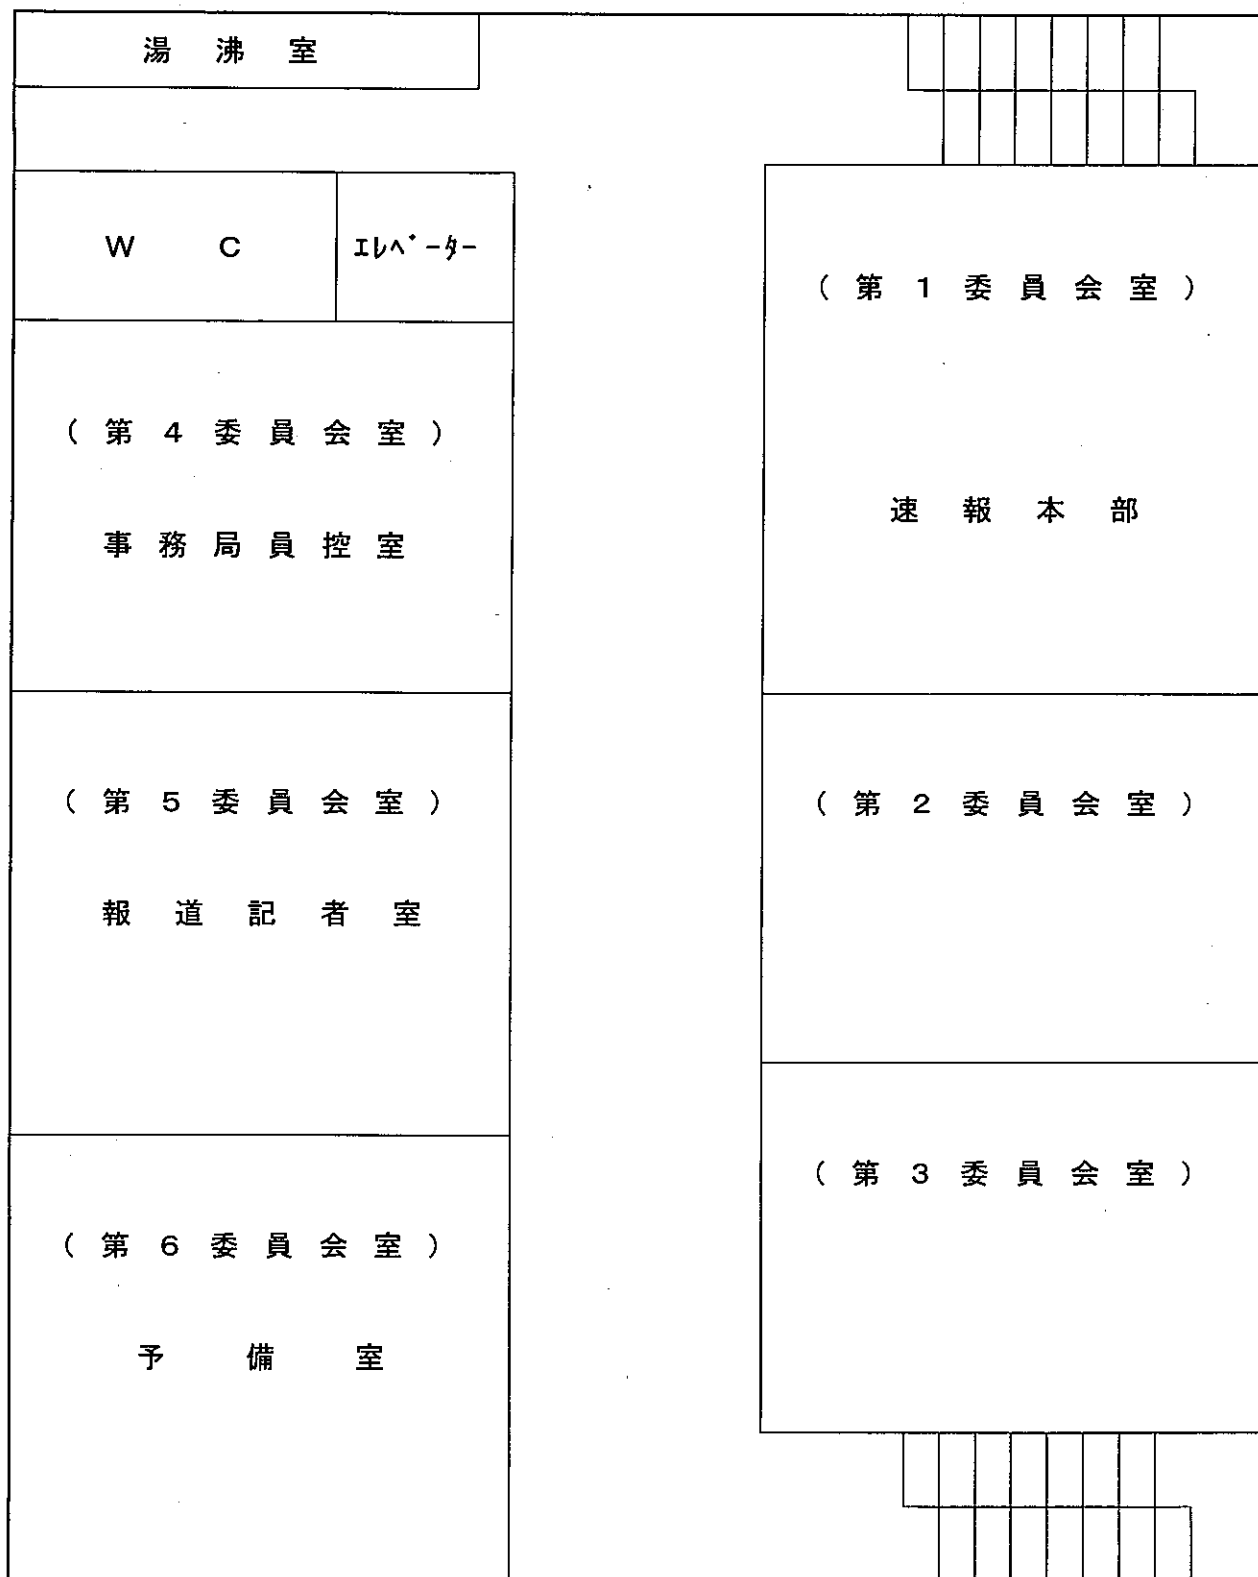 湯沸室
WC
エレベーター
(第4委員会室)
事務局員控室
(第5委員会室)
報道記者室
(第6委員会室)
予備室
(第1委員会室)
速報本部
(第2委員会室)
(第3委員会室)